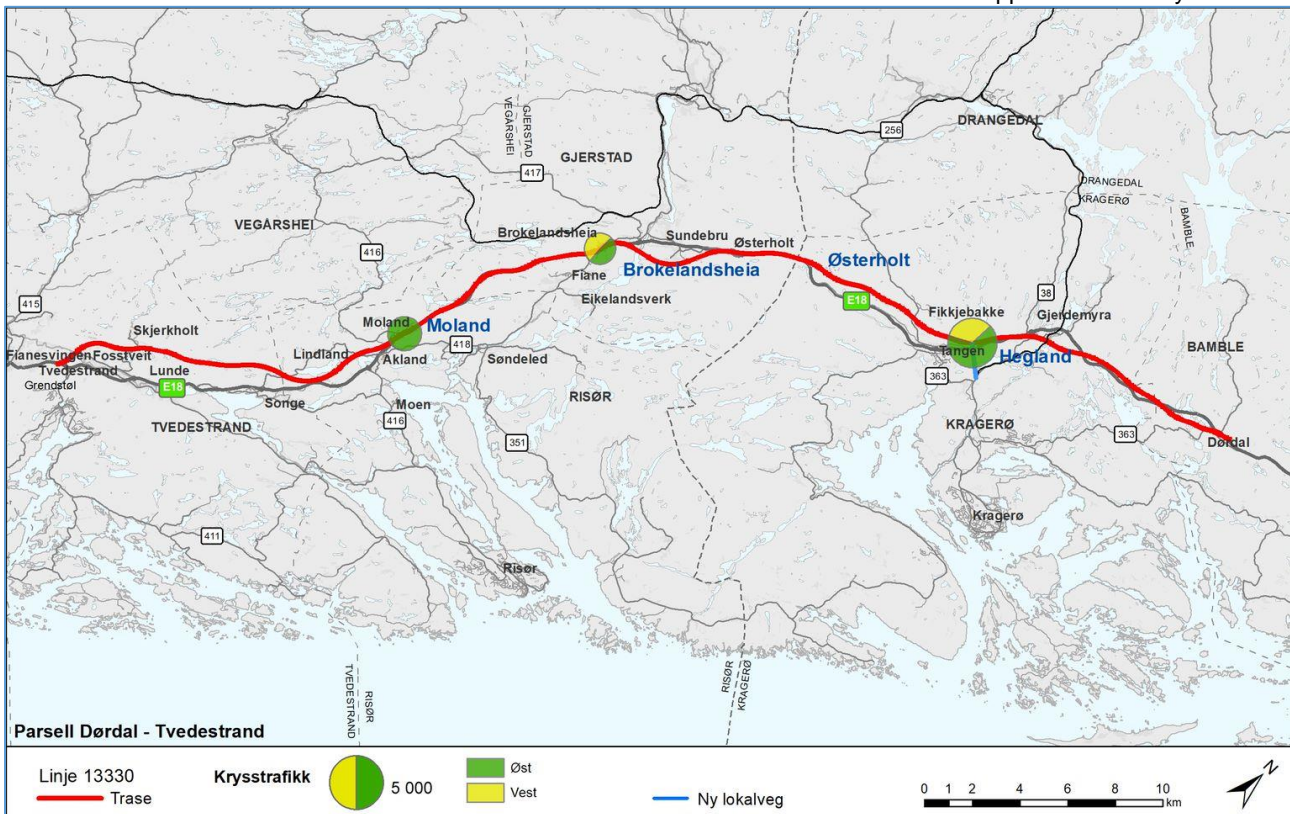 256
DRANGEDAL
GJERSTAD
VEGÅRSHEI
GJERSTAD
417
DRANGEDAL
KRAGERØ
BAMBLE
VEGÅRSHEI
416
Brokelandsheia
Sundebru
Østerholt
Østerholt
Fiane
Brokelandsheia
Eikelandsverk
E18
38
415
Fikkjebakke
Gjerdemyra
Skjerkholt
Moland
Moland
418
Lindland
Akland
Søndeled
Tangen
Hegland
BAMBLE
Fianesvingen
Fosstveit
Tvedestrand
Lunde
Grendstøl
E18
Songe
363
RISØR
Moen
416
TVEDESTRAND
351
KRAGERØ
363
Dørdal
Kragerø
411
Risør
TVEDESTRAND
RISØR
RISØR
KRAGERØ
Parsell Dørdal - Tvedestrand
Linje 13330
Trase
Krysstrafikk
5 000
Øst
Vest
Ny lokalveg
0 1 2 4 6 8 10
km
N